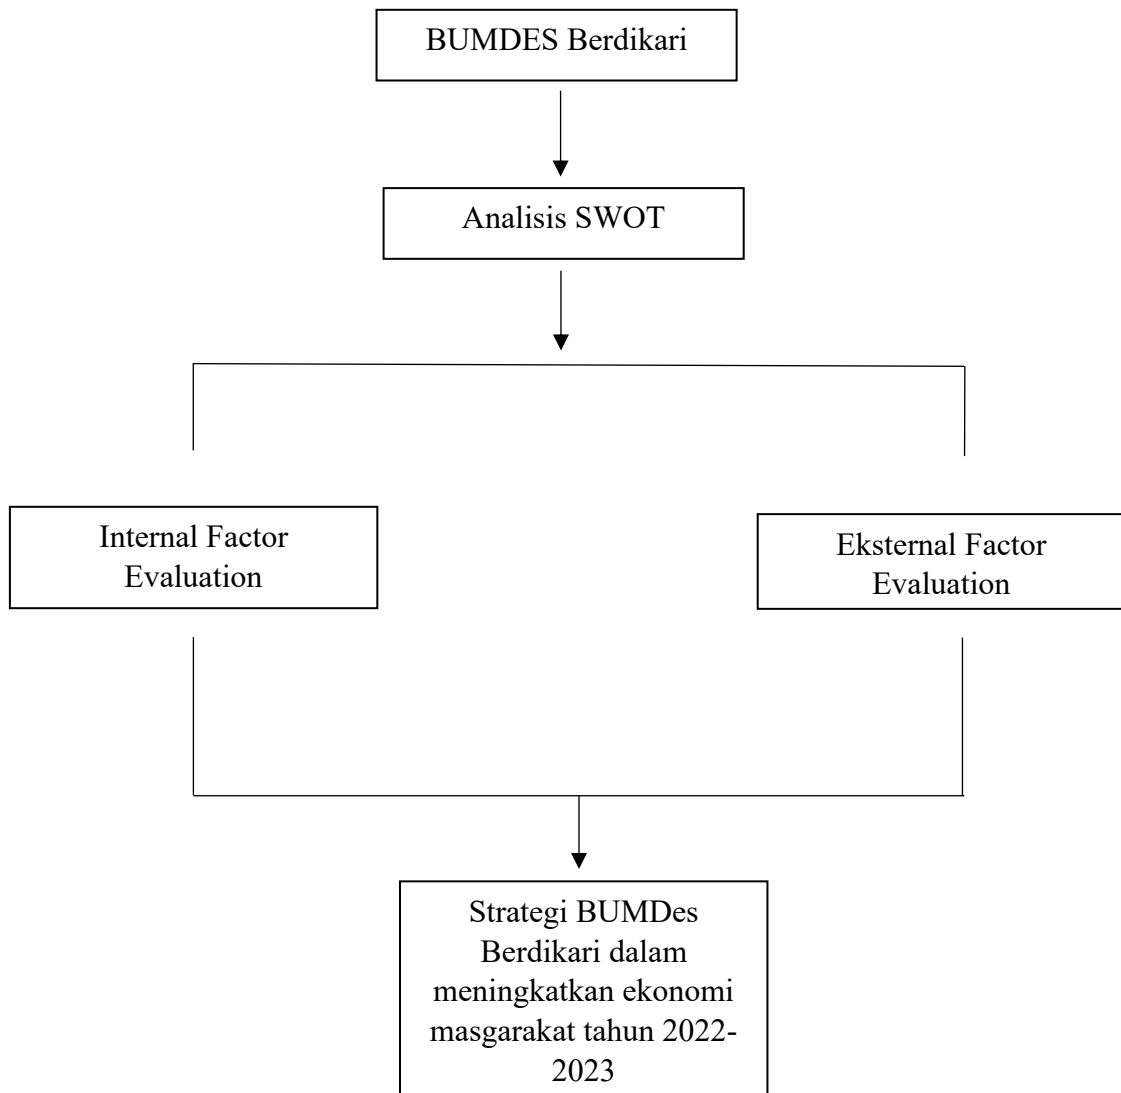 BUMDES Berdikari
Analisis SWOT
Internal Factor
Evaluation
Eksternal Factor
Evaluation
Strategi BUMDes
Berdikari dalam
meningkatkan ekonomi
masgarakat tahun 2022-
2023